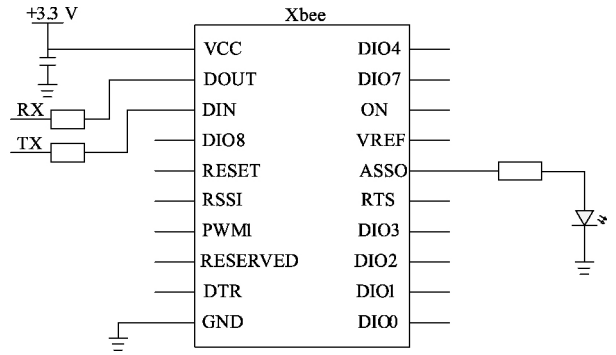 Xbee
+3.3 V
VCC DIO4
DOUT DIO7
RX DIN ON
TX DIO8 VREF
RESET ASSO
RSSI RTS
PWM1 DIO3
RESERVED DIO2
DTR DIO1
GND DIO0